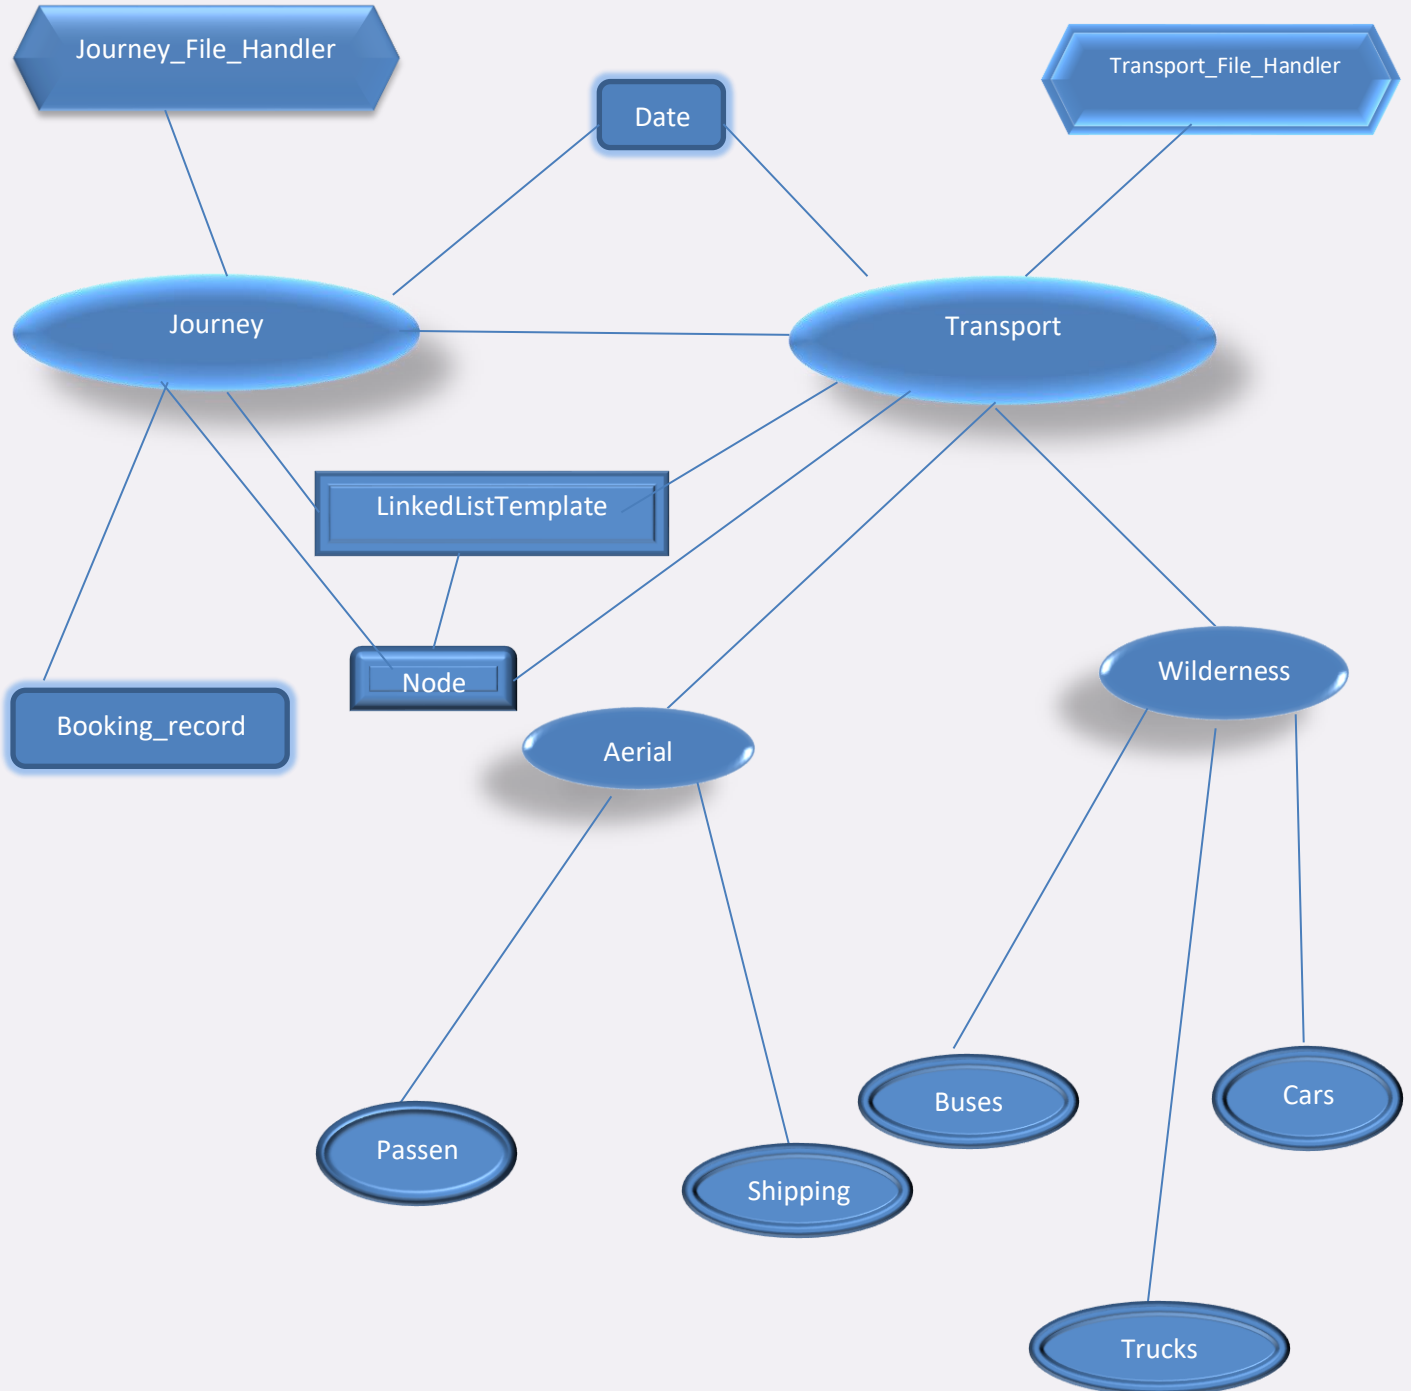 Journey_File_Handler
Transport_File_Handler
Date
Journey
Transport
LinkedListTemplate
Node
Wilderness
Booking_record
Aerial
Buses
Cars
Passen
Shipping
Trucks